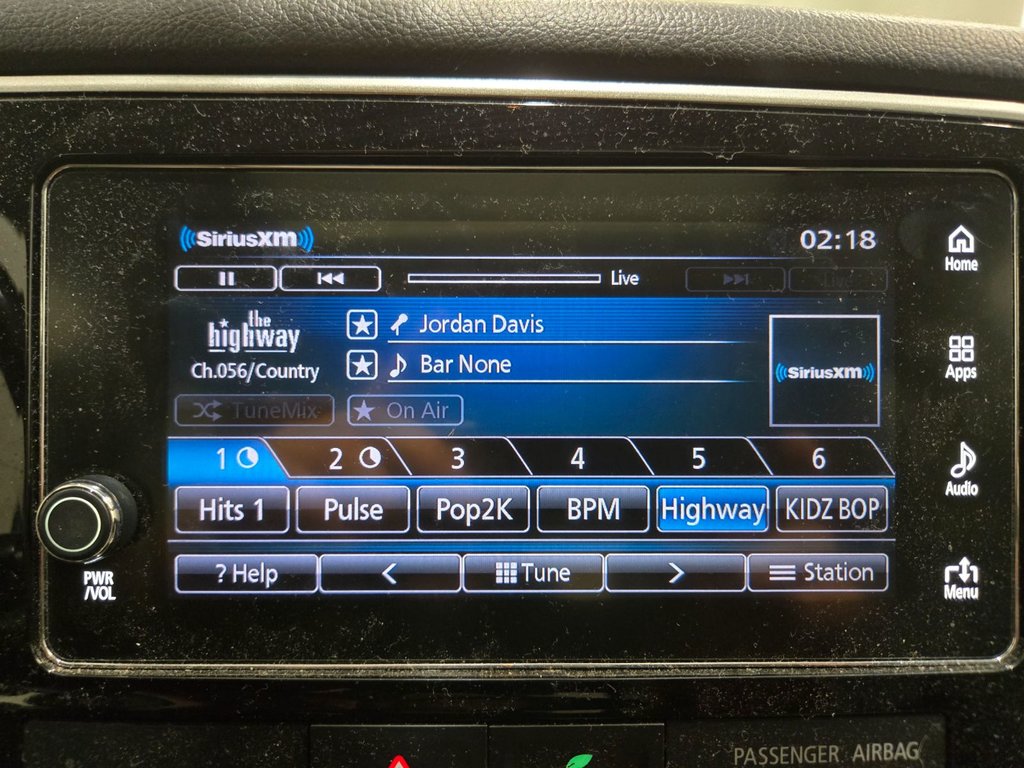 SiriusXM
02:18
Home
Live
the highway
Jordan Davis
Bar None
Ch.056/Country
SiriusXM
Apps
TuneMix
On Air
1 2 3 4 5 6
Audio
Hits 1 Pulse Pop2K BPM Highway KIDZ BOP
? Help < Tune > Station
PWR
/VOL
Menu
PASSENGER AIRBAG